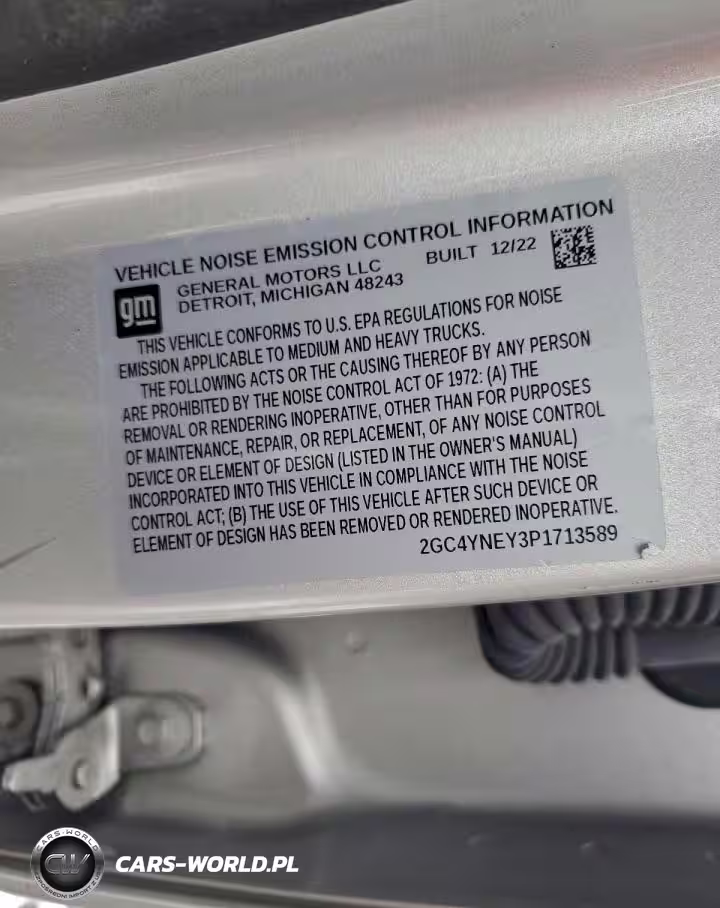 VEHICLE NOISE EMISSION CONTROL INFORMATION
gm
GENERAL MOTORS LLC BUILT 12/22
DETROIT, MICHIGAN 48243
THIS VEHICLE CONFORMS TO U.S. EPA REGULATIONS FOR NOISE
EMISSION APPLICABLE TO MEDIUM AND HEAVY TRUCKS.
THE FOLLOWING ACTS OR THE CAUSING THEREOF BY ANY PERSON
ARE PROHIBITED BY THE NOISE CONTROL ACT OF 1972: (A) THE
REMOVAL OR RENDERING INOPERATIVE, OTHER THAN FOR PURPOSES
OF MAINTENANCE, REPAIR, OR REPLACEMENT, OF ANY NOISE CONTROL
DEVICE OR ELEMENT OF DESIGN (LISTED IN THE OWNER'S MANUAL)
INCORPORATED INTO THIS VEHICLE IN COMPLIANCE WITH THE NOISE
CONTROL ACT; (B) THE USE OF THIS VEHICLE AFTER SUCH DEVICE OR
ELEMENT OF DESIGN HAS BEEN REMOVED OR RENDERED INOPERATIVE.
2GC4YNEY3P1713589
CARS-WORLD
CW
CARS-WORLD.PL